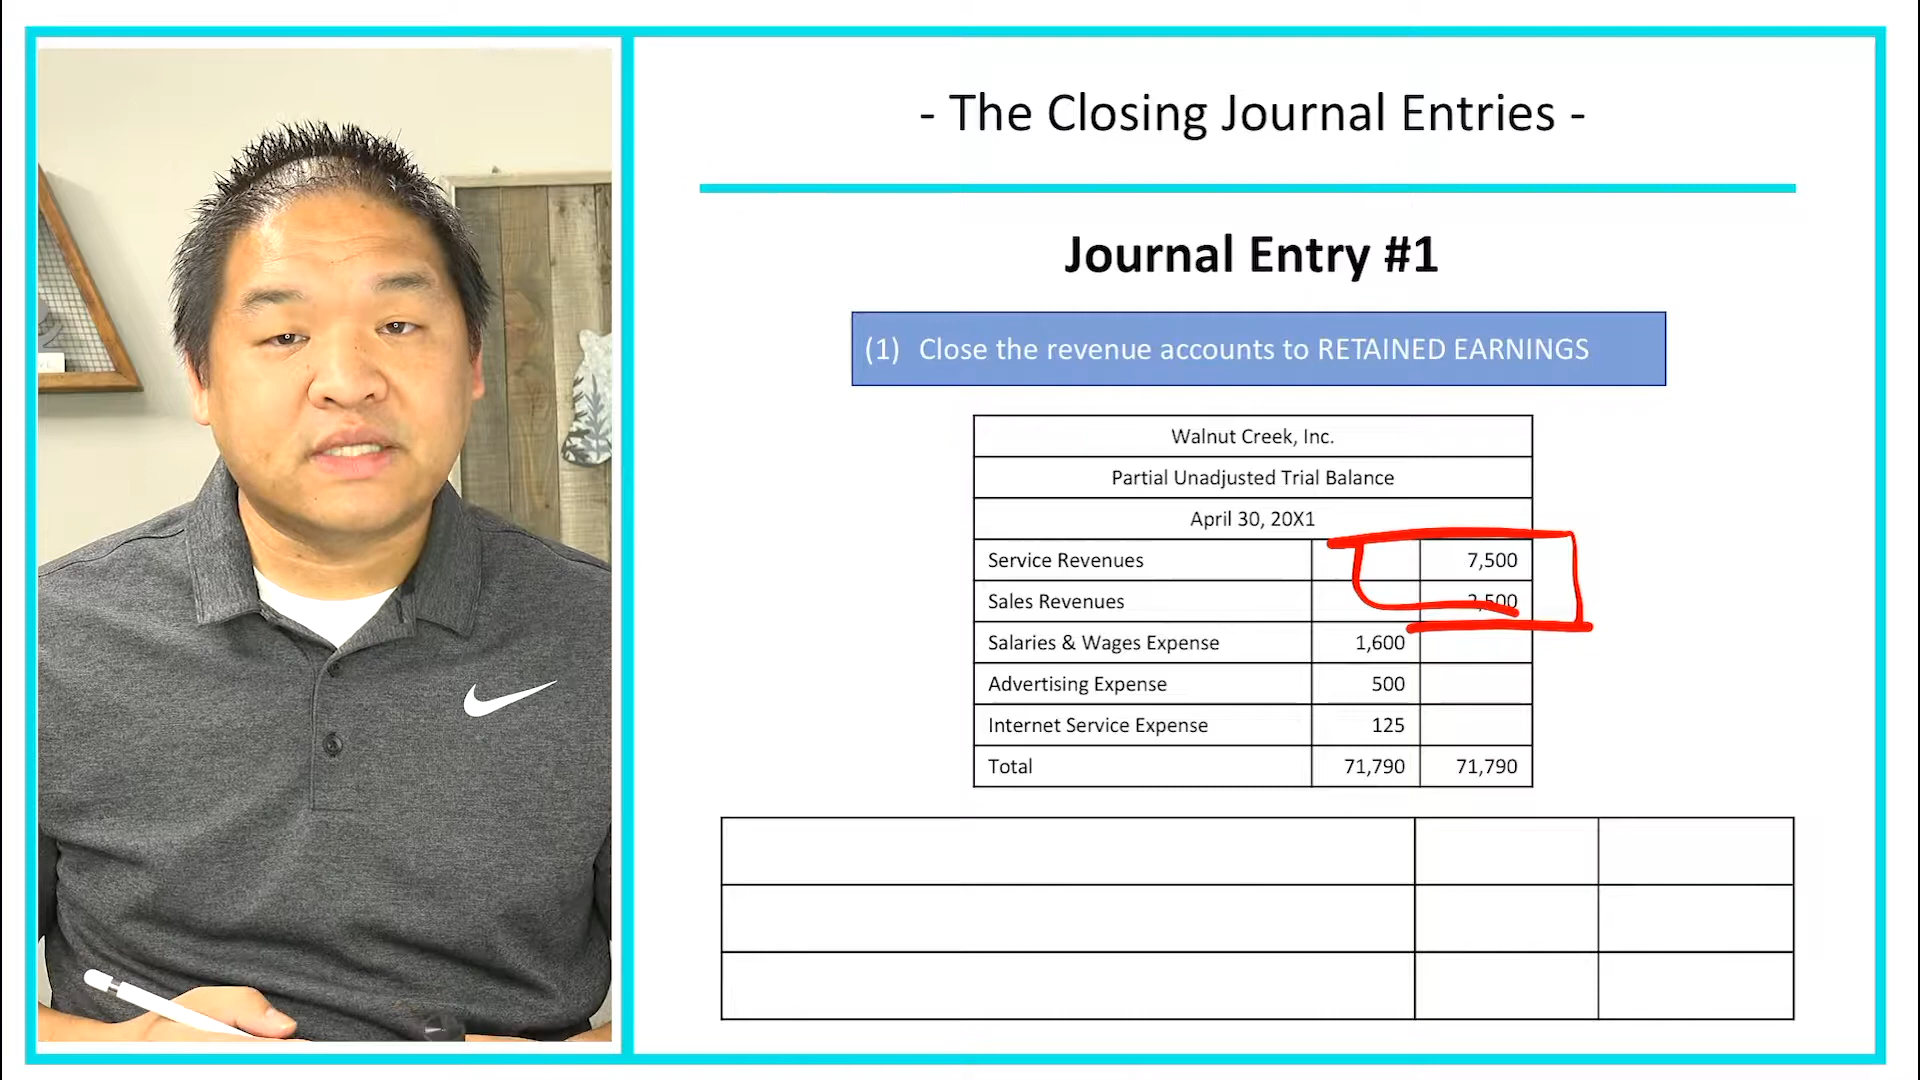 - The Closing Journal Entries -
Journal Entry #1
(1) Close the revenue accounts to RETAINED EARNINGS
Walnut Creek, Inc.
Partial Unadjusted Trial Balance
April 30, 20X1
Service Revenues 7,500
Sales Revenues
Salaries & Wages Expense 1,600
Advertising Expense 500
Internet Service Expense 125
Total 71,790 71,790